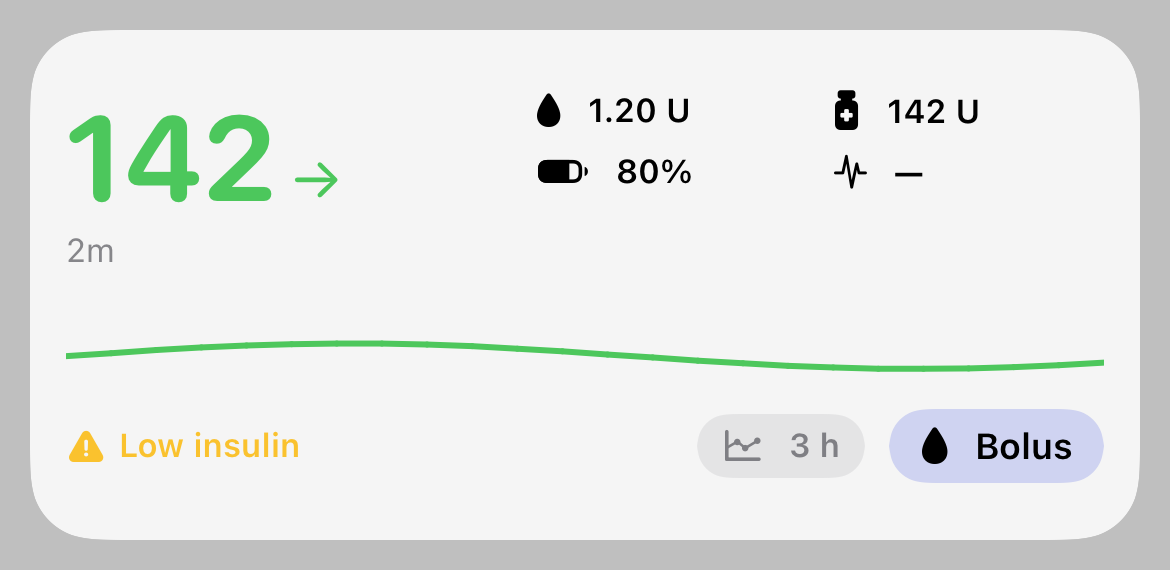 142 →
2m
1.20 U
142 U
80%
–
Low insulin
3 h
Bolus